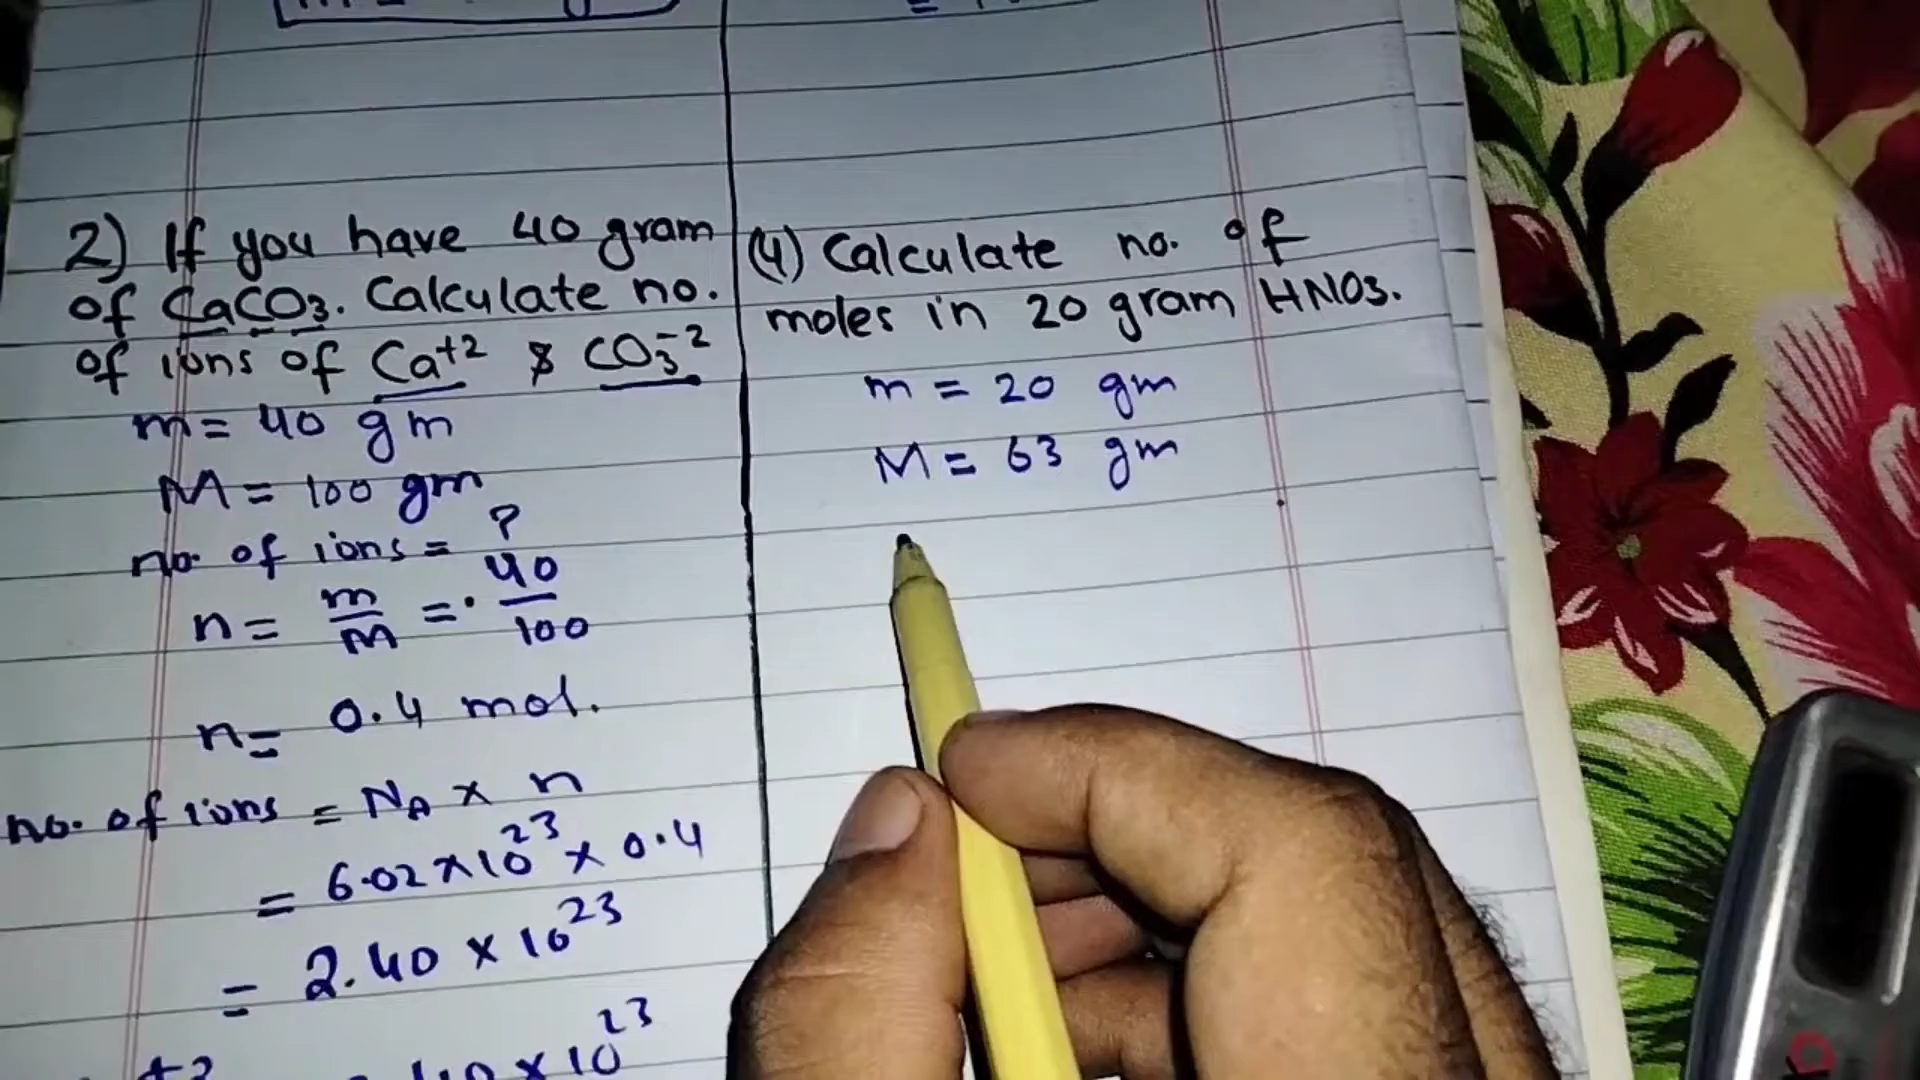 2) If you have 40 gram
of CaCO3. Calculate no.
of ions of Ca+2 & CO3-2
m = 40 gm
M = 100 gm
no. of ions = ?
n = m/M = 40/100
n = 0.4 mol.
no. of ions = NA × n
= 6.02 × 10^23 × 0.4
= 2.40 × 10^23
(4) Calculate no. of
moles in 20 gram HNO3.
m = 20 gm
M = 63 gm